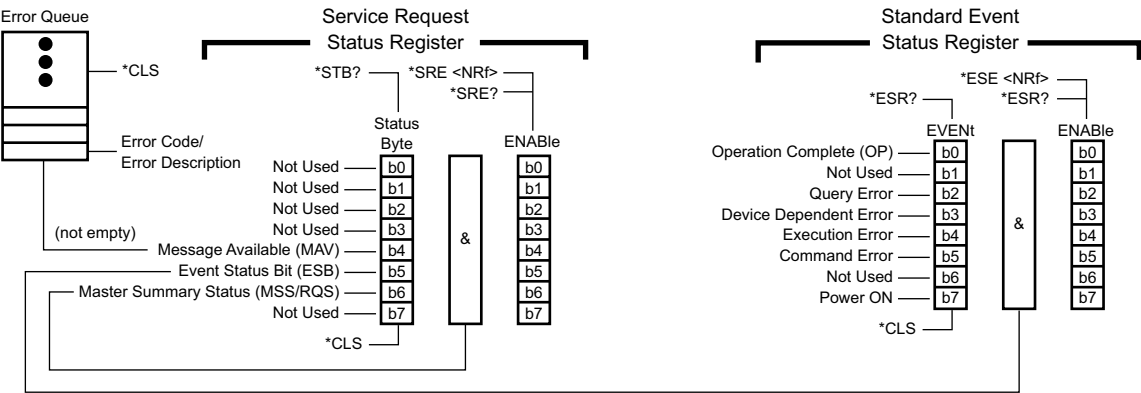 Error Queue
*CLS
Error Code/
Error Description
(not empty)
Service Request
Status Register
*STB?
*SRE <NRf>
*SRE?
Status
Byte
ENABle
Not Used
b0
b0
Not Used
b1
b1
Not Used
b2
b2
Not Used
b3
b3
&
Message Available (MAV)
b4
b4
Event Status Bit (ESB)
b5
b5
Master Summary Status (MSS/RQS)
b6
b6
Not Used
b7
b7
*CLS
Standard Event
Status Register
*ESE <NRf>
*ESR?
*ESR?
EVENt
ENABle
Operation Complete (OP)
b0
b0
Not Used
b1
b1
Query Error
b2
b2
Device Dependent Error
b3
b3
&
Execution Error
b4
b4
Command Error
b5
b5
Not Used
b6
b6
Power ON
b7
b7
*CLS